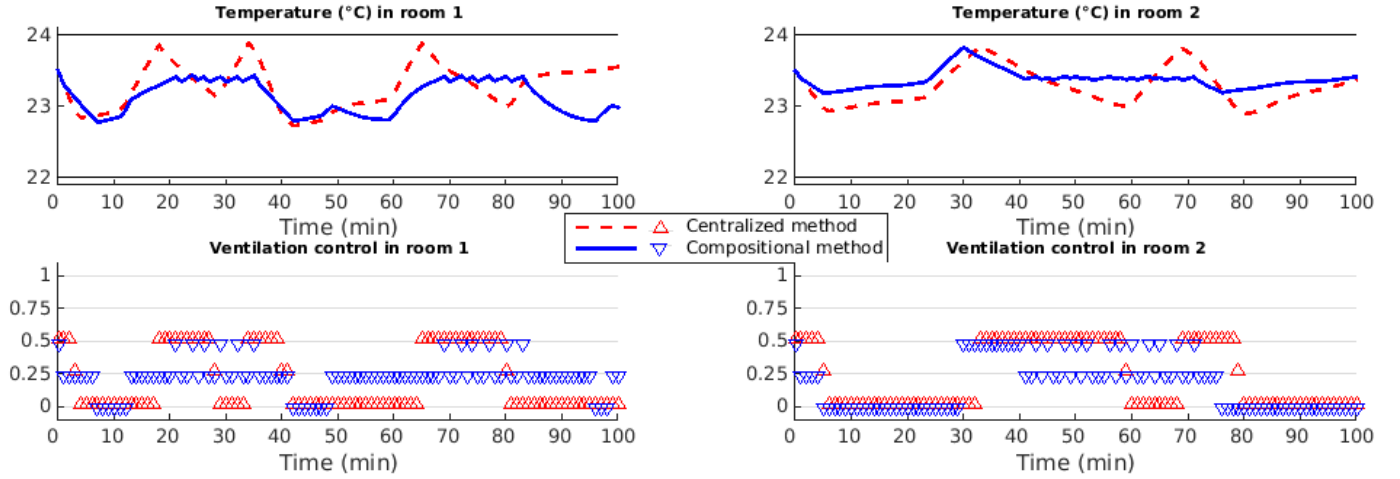 Temperature (°C) in room 1
24
23
22
0 10 20 30 40 50 60 70 80 90 100
Time (min)
Temperature (°C) in room 2
24
23
22
0 10 20 30 40 50 60 70 80 90 100
Time (min)
Centralized method
Compositional method
Ventilation control in room 1
1
0.75
0.5
0.25
0
0 10 20 30 40 50 60 70 80 90 100
Time (min)
Ventilation control in room 2
1
0.75
0.5
0.25
0
0 10 20 30 40 50 60 70 80 90 100
Time (min)